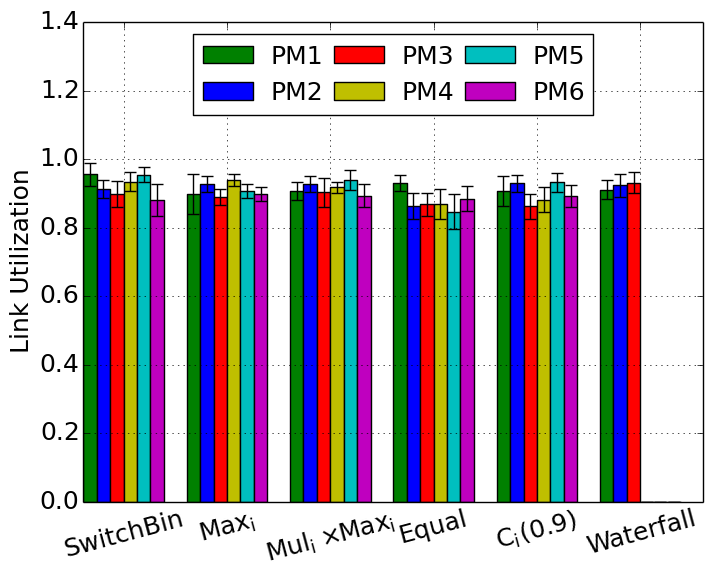 1.4
1.2
1.0
0.8
0.6
0.4
0.2
0.0
Link Utilization
PM1 PM3 PM5
PM2 PM4 PM6
SwitchBin Maxᵢ Mulᵢ ×Maxᵢ Equal Cᵢ(0.9) Waterfall